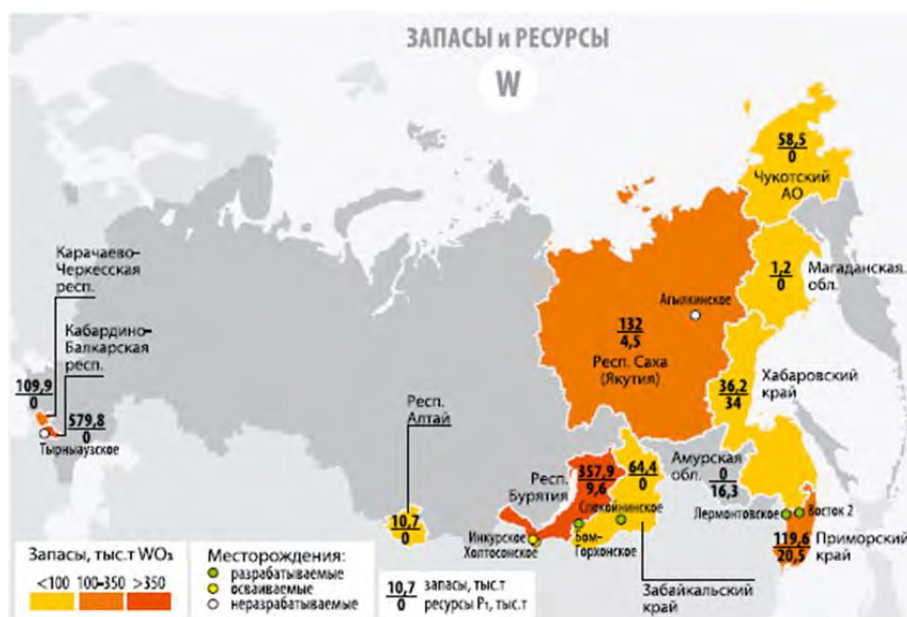 ЗАПАСЫ и РЕСУРСЫ
W
58,5
0
Чукотский
АО
Карачаево-
Черкесская
респ.
1,2
0
Магаданская
обл.
Агылкинское
Кабардино-
Балкарская
респ.
132
4,5
Респ. Саха
(Якутия)
36,2
34
Хабаровский
край
109,9
0
579,8
0
Тырныаузское
Респ.
Алтай
10,7
0
Респ.
Бурятия
357,9
9,6
64,4
0
Спокойнинское
Амурская
обл.
0
16,3
Лермонтовское
Восток 2
Инкурское
Холтосонское
Бом-
Горхонское
119,6
20,5
Приморский
край
Забайкальский
край
Запасы, тыс.т WO₃
<100 100-350 >350
Месторождения:
разрабатываемые
осваиваемые
неразрабатываемые
10,7 запасы, тыс.т
0 ресурсы P₁, тыс.т